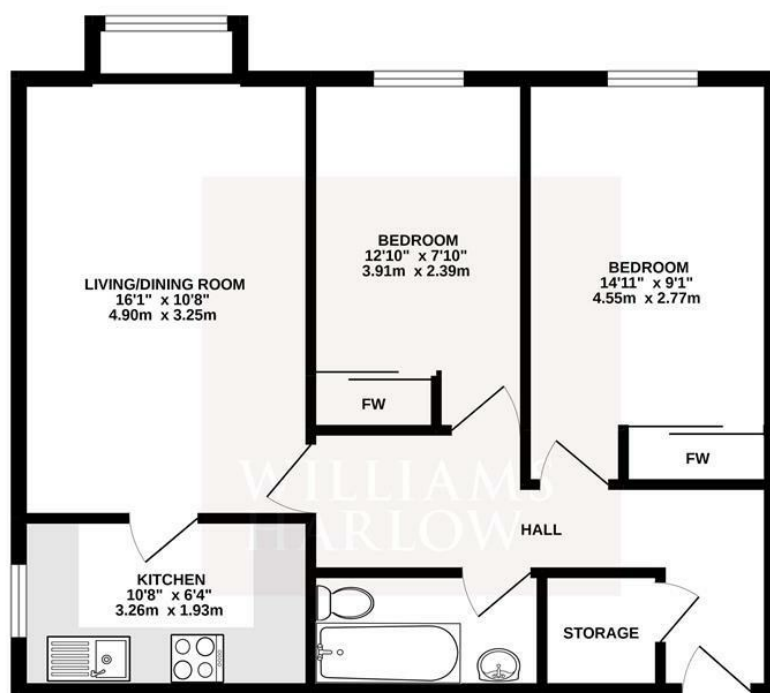 BEDROOM
12'10" x 7'10"
3.91m x 2.39m
BEDROOM
14'11" x 9'1"
4.55m x 2.77m
LIVING/DINING ROOM
16'1" x 10'8"
4.90m x 3.25m
FW
FW
WILLIAMS
HARLOW
HALL
KITCHEN
10'8" x 6'4"
3.26m x 1.93m
STORAGE